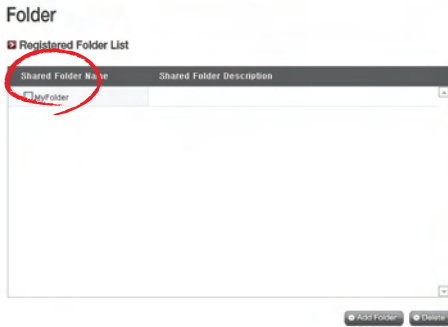 Folder
Registered Folder List
Shared Folder Name Shared Folder Description
MyFolder
Add Folder Delete